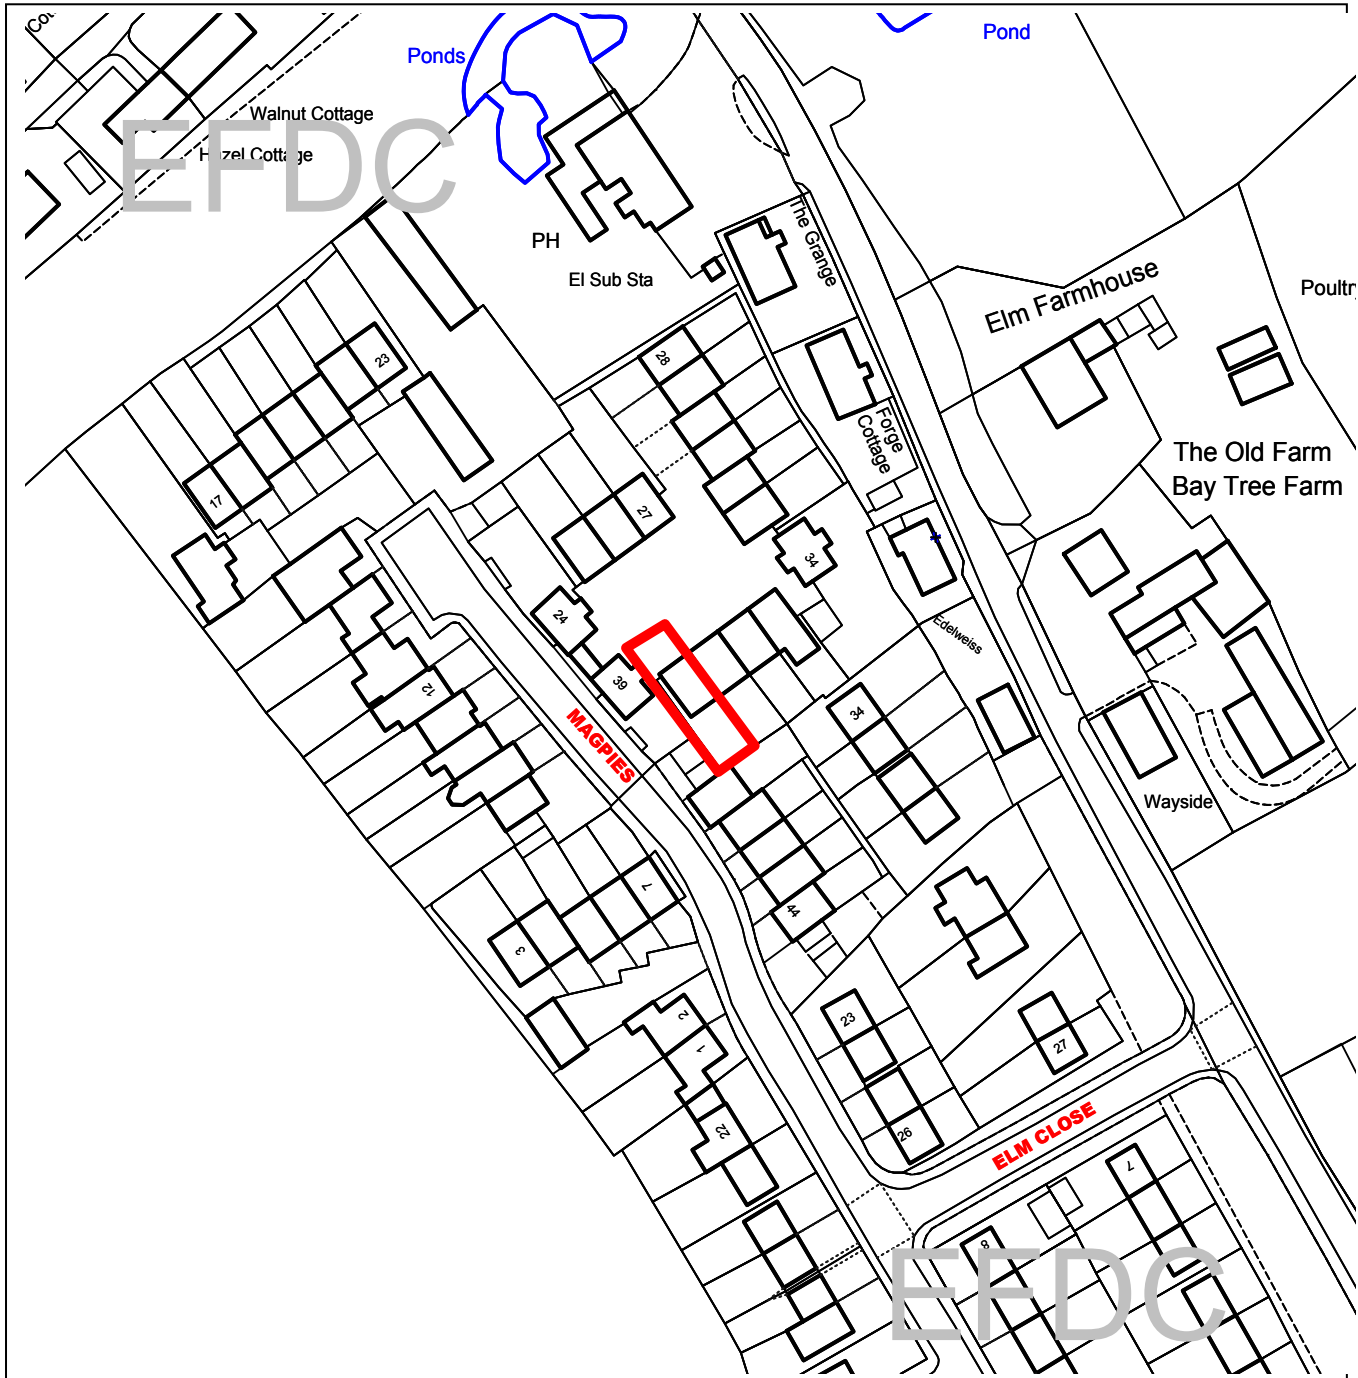 Ponds
Pond
Walnut Cottage
Hazel Cottage
EFDC
PH
El Sub Sta
The Grange
Elm Farmhouse
Poultry
23
28
Forge
Cottage
The Old Farm
Bay Tree Farm
17
27
34
24
39
Edelweiss
12
MAGPIES
34
Wayside
7
44
3
2
1
23
27
22
26
ELM CLOSE
7
8
EFDC